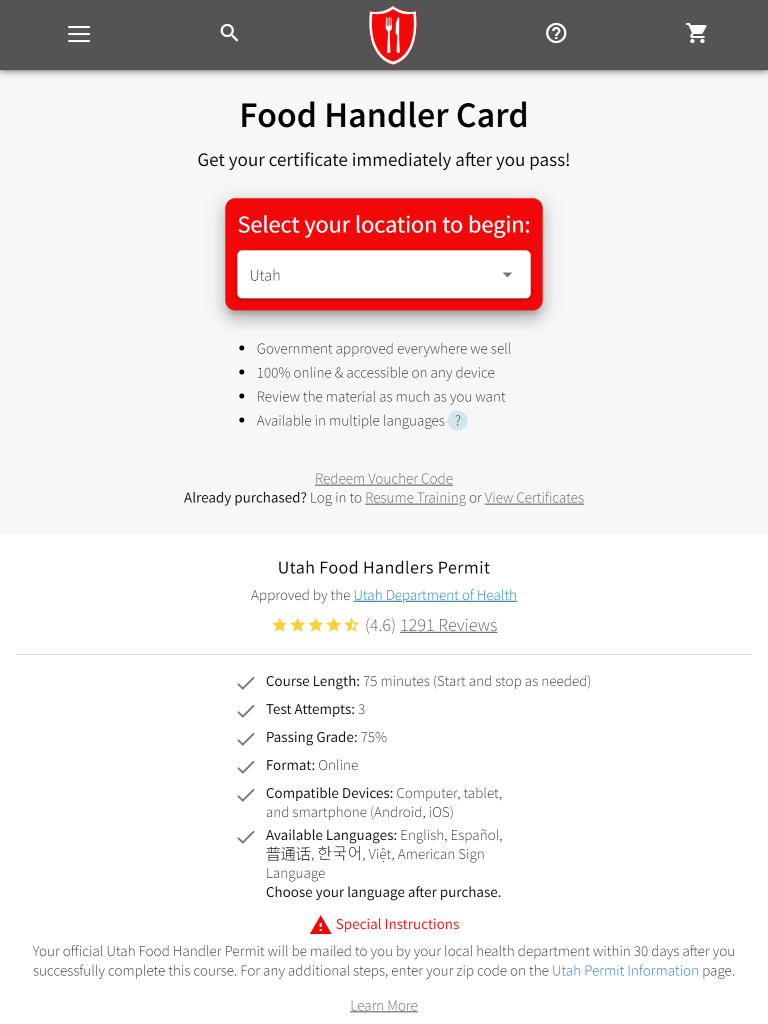 Food Handler Card
Get your certificate immediately after you pass!
Select your location to begin:
Utah
Government approved everywhere we sell
100% online & accessible on any device
Review the material as much as you want
Available in multiple languages ?
Redeem Voucher Code
Already purchased? Log in to Resume Training or View Certificates
Utah Food Handlers Permit
Approved by the Utah Department of Health
(4.6) 1291 Reviews
Course Length: 75 minutes (Start and stop as needed)
Test Attempts: 3
Passing Grade: 75%
Format: Online
Compatible Devices: Computer, tablet,
and smartphone (Android, iOS)
Available Languages: English, Español,
普通话, 한국어, Việt, American Sign
Language
Choose your language after purchase.
Special Instructions
Your official Utah Food Handler Permit will be mailed to you by your local health department within 30 days after you
successfully complete this course. For any additional steps, enter your zip code on the Utah Permit Information page.
Learn More